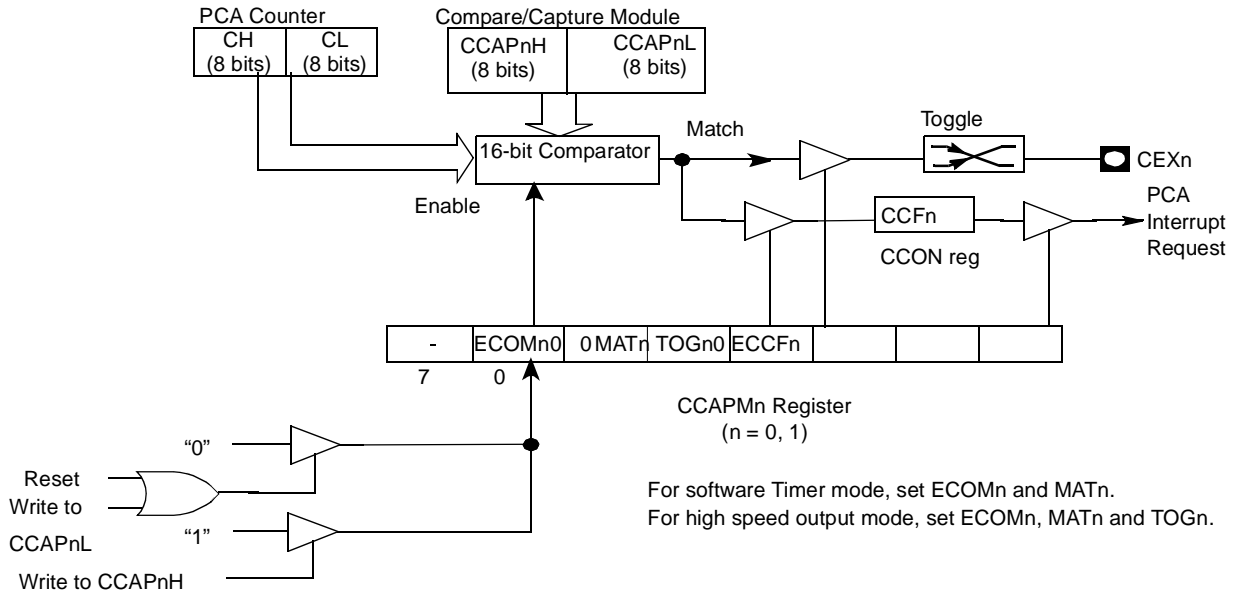 PCA Counter
CH
(8 bits)
CL
(8 bits)
Compare/Capture Module
CCAPnH
(8 bits)
CCAPnL
(8 bits)
16-bit Comparator
Match
Toggle
CEXn
Enable
CCFn
CCON reg
PCA
Interrupt
Request
- ECOMn0 0 MATn TOGn0 ECCFn
7 0
CCAPMn Register
(n = 0, 1)
“0”
Reset
Write to
CCAPnL
“1”
Write to CCAPnH
For software Timer mode, set ECOMn and MATn.
For high speed output mode, set ECOMn, MATn and TOGn.